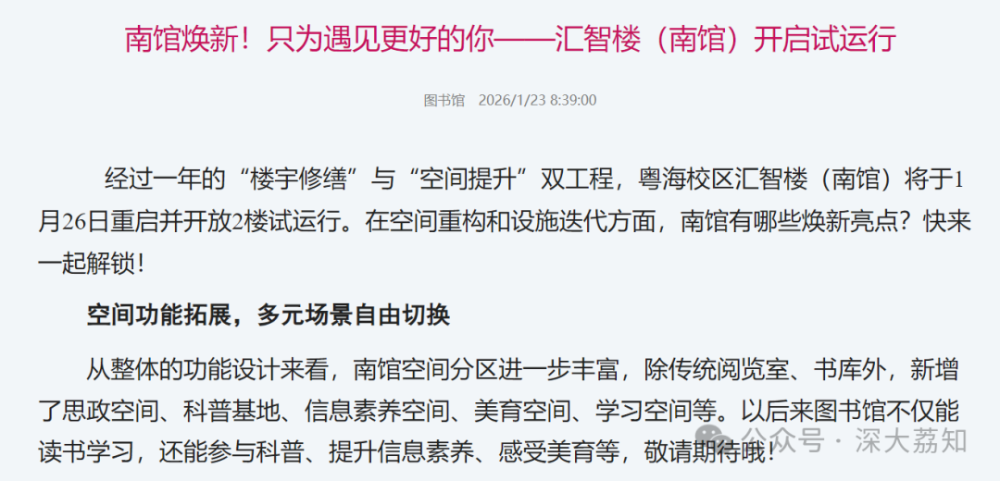 南馆焕新！只为遇见更好的你——汇智楼（南馆）开启试运行
图书馆 2026/1/23 8:39:00
经过一年的“楼宇修缮”与“空间提升”双工程，粤海校区汇智楼（南馆）将于1
月26日重启并开放2楼试运行。在空间重构和设施迭代方面，南馆有哪些焕新亮点？快来
一起解锁！
空间功能拓展，多元场景自由切换
从整体的功能设计来看，南馆空间分区进一步丰富，除传统阅览室、书库外，新增
了思政空间、科普基地、信息素养空间、美育空间、学习空间等。以后来图书馆不仅能
读书学习，还能参与科普、提升信息素养、感受美育等，敬请期待哦！
公众号·深大荔知